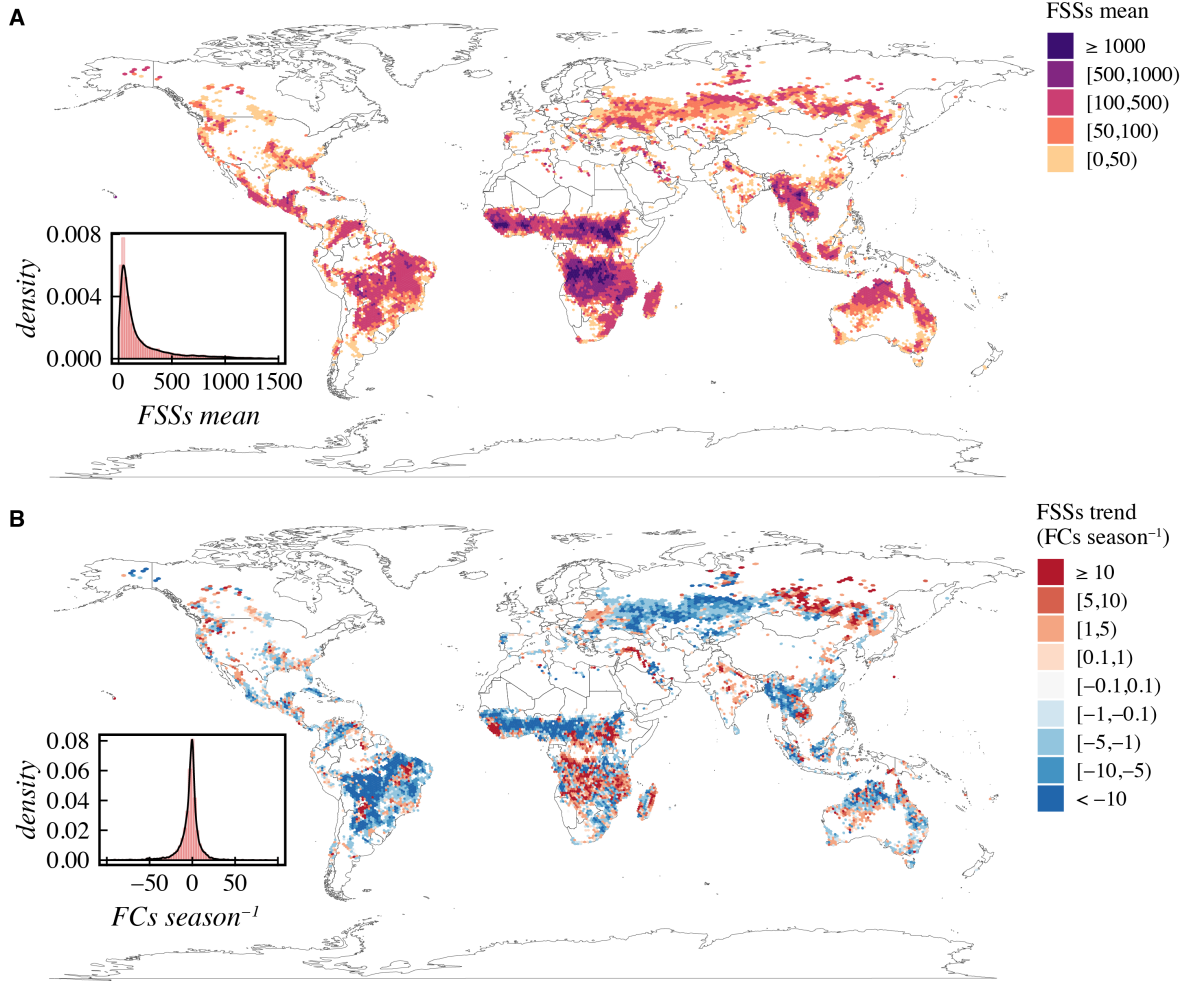 A
FSSs mean
≥ 1000
[500,1000)
[100,500)
[50,100)
[0,50)
0.008
0.004
0.000
density
0 500 1000 1500
FSSs mean
B
FSSs trend
(FCs season⁻¹)
≥ 10
[5,10)
[1,5)
[0.1,1)
[−0.1,0.1)
[−1,−0.1)
[−5,−1)
[−10,−5)
< −10
0.08
0.06
0.04
0.02
0.00
density
−50 0 50
FCs season⁻¹